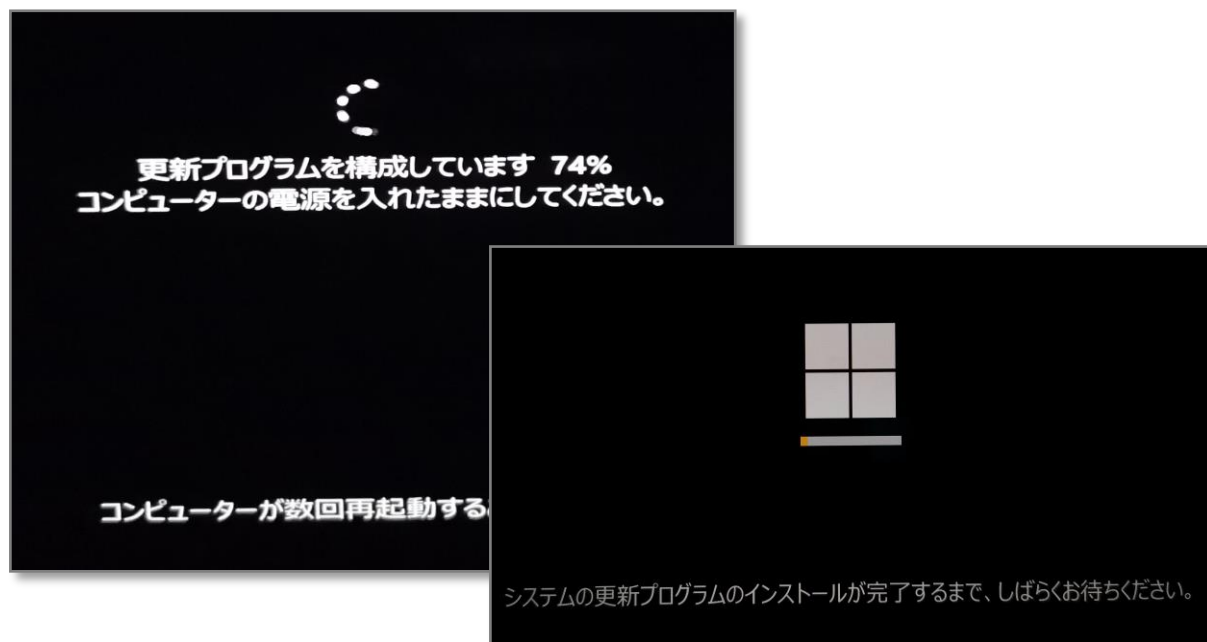 更新プログラムを構成しています 74%
コンピューターの電源を入れたままにしてください。
コンピューターが数回再起動する
システムの更新プログラムのインストールが完了するまで、しばらくお待ちください。